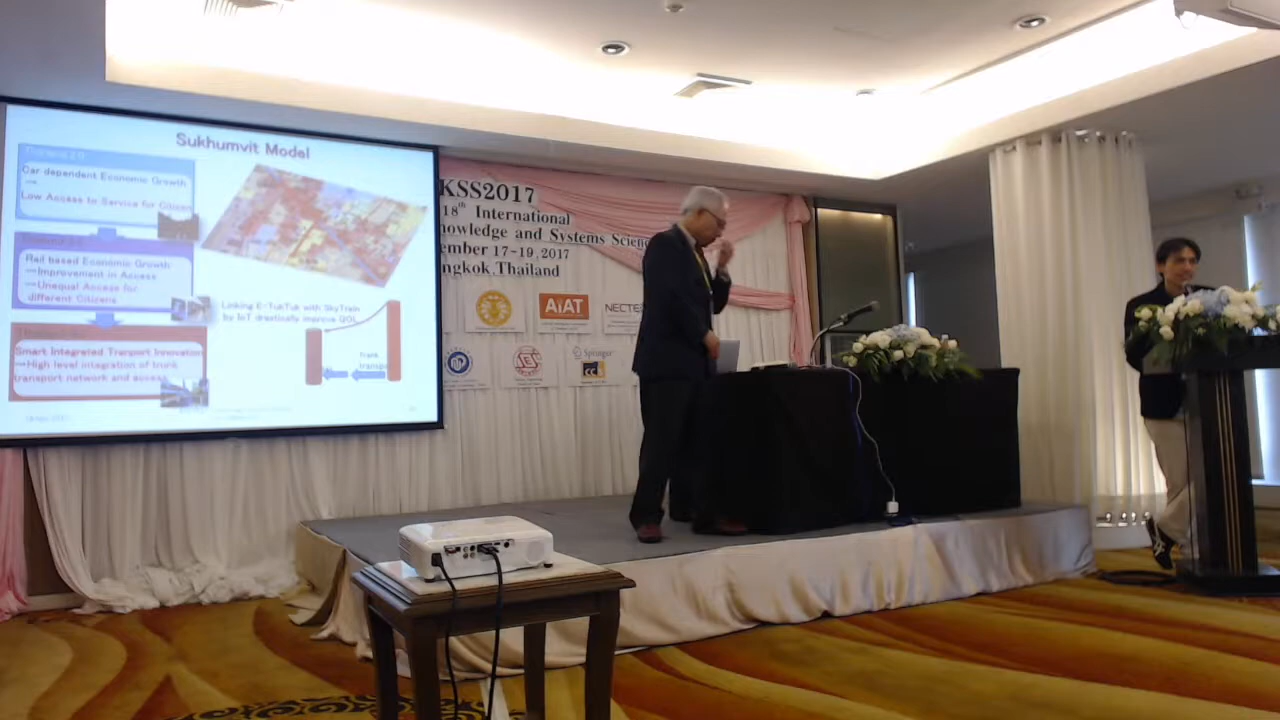 Sukhumvit Model
Car dependent Economic Growth
Low Access to Service for Citizen
Rail based Economic Growth
Improvement in Access
Unequal Access for
different Citizens
Smart Integrated Tranport Innovation
High level integration of trunk
transport network and access
Linking E-TukTuk with SkyTrain
by IoT drastically improve QOL
Trunk
transpo
KSS2017
18th International
nowledge and Systems Scienc
ember 17-19, 2017
ngkok, Thailand
AIAT
NECTE
Springer